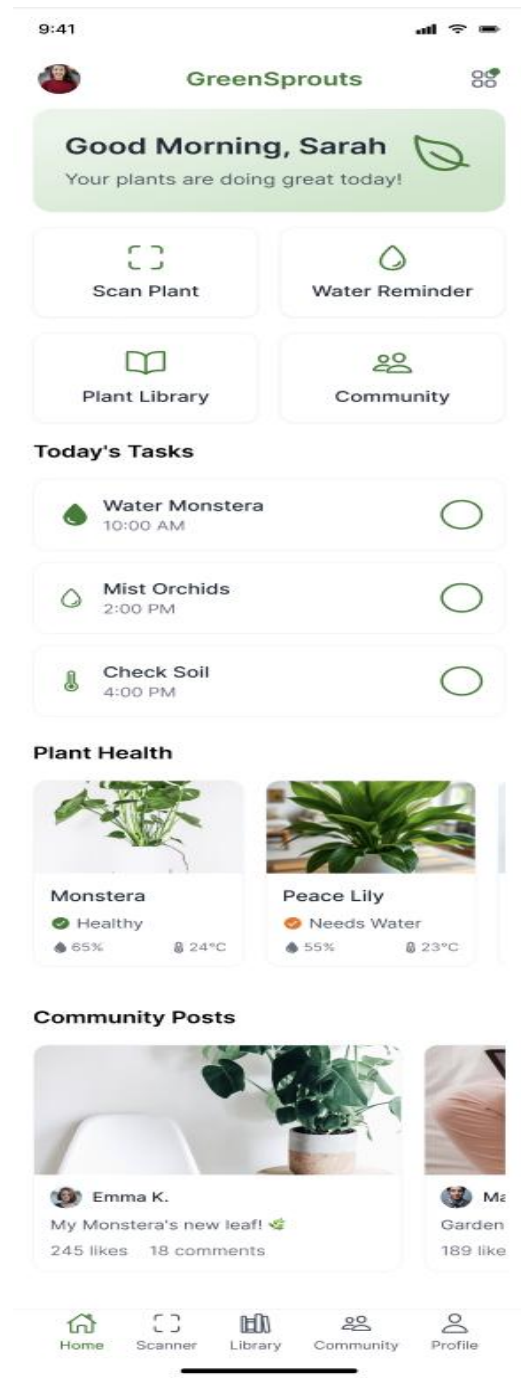 9:41
GreenSprouts
Good Morning, Sarah
Your plants are doing great today!
Scan Plant
Water Reminder
Plant Library
Community
Today's Tasks
Water Monstera
10:00 AM
Mist Orchids
2:00 PM
Check Soil
4:00 PM
Plant Health
Monstera
Healthy
65% 24°C
Peace Lily
Needs Water
55% 23°C
Community Posts
Emma K.
My Monstera's new leaf! 🌿
245 likes 18 comments
Garden
189
Home Scanner Library Community Profile